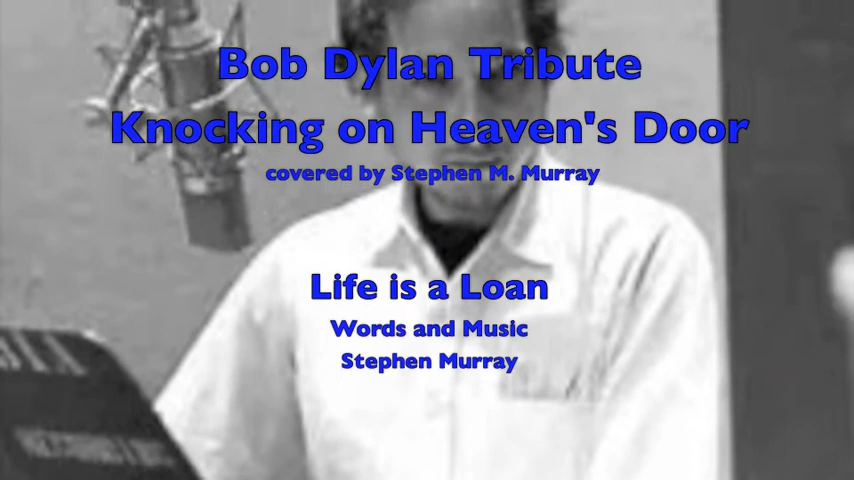 Bob Dylan Tribute
Knocking on Heaven's Door
covered by Stephen M. Murray
Life is a Loan
Words and Music
Stephen Murray